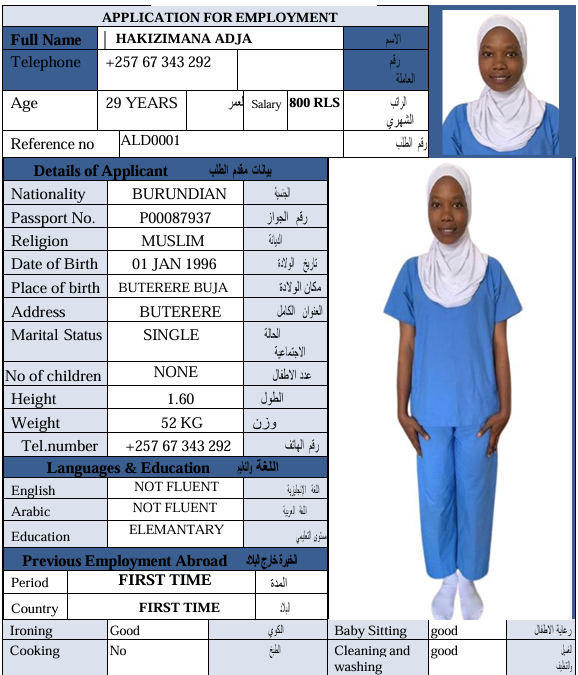 APPLICATION FOR EMPLOYMENT
Full Name HAKIZIMANA ADJA الاسم
Telephone +257 67 343 292 رقم
العاملة
Age 29 YEARS العمر Salary 800 RLS الراتب
الشهري
Reference no ALD0001 رقم الطلب
Details of Applicant بيانات مقدم الطلب
Nationality BURUNDIAN الجنسية
Passport No. P00087937 رقم الجواز
Religion MUSLIM الديانة
Date of Birth 01 JAN 1996 تاريخ الولادة
Place of birth BUTERERE BUJA مكان الولادة
Address BUTERERE العنوان الكامل
Marital Status SINGLE الحالة
الاجتماعية
No of children NONE عدد الاطفال
Height 1.60 الطول
Weight 52 KG وزن
Tel.number +257 67 343 292 رقم الهاتف
Languages & Education اللغة والتعليم
English NOT FLUENT اللغة الإنجليزية
Arabic NOT FLUENT اللغة العربية
Education ELEMANTARY مستوى التعليمي
Previous Employment Abroad الخبرة خارج البلاد
Period FIRST TIME المدة
Country FIRST TIME البلاد
Ironing Good الكوي Baby Sitting good رعاية الاطفال
Cooking No الطبخ Cleaning and good الغسيل
washing والتنظيف